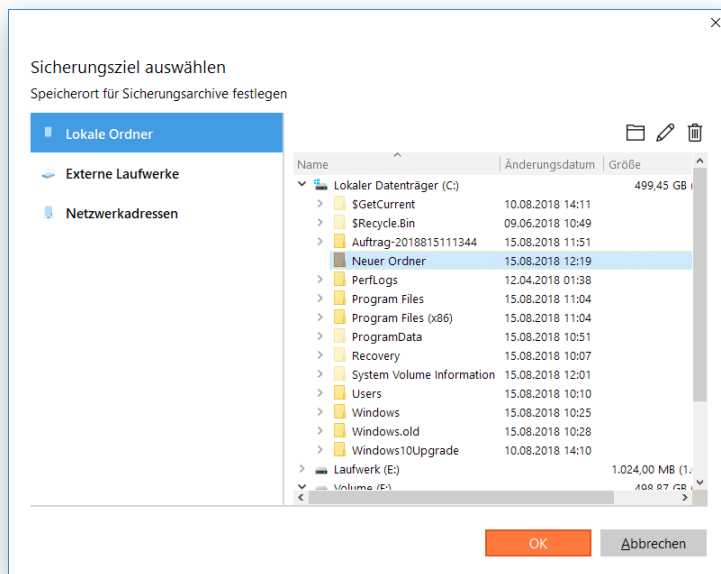 Sicherungsziel auswählen
Speicherort für Sicherungsarchive festlegen
Lokale Ordner
Externe Laufwerke
Netzwerkadressen
Name Änderungsdatum Größe
Lokaler Datenträger (C:) 499,45 GB (
$GetCurrent 10.08.2018 14:11
$Recycle.Bin 09.06.2018 10:49
Auftrag-2018815111344 15.08.2018 11:51
Neuer Ordner 15.08.2018 12:19
PerfLogs 12.04.2018 01:38
Program Files 15.08.2018 11:04
Program Files (x86) 15.08.2018 11:04
ProgramData 15.08.2018 10:51
Recovery 15.08.2018 10:07
System Volume Information 15.08.2018 12:01
Users 15.08.2018 10:10
Windows 15.08.2018 10:25
Windows.old 15.08.2018 10:28
Windows10Upgrade 10.08.2018 14:10
Laufwerk (E:) 1.024,00 MB (1.
Volume (F:) 498,87 GB (
OK Abbrechen